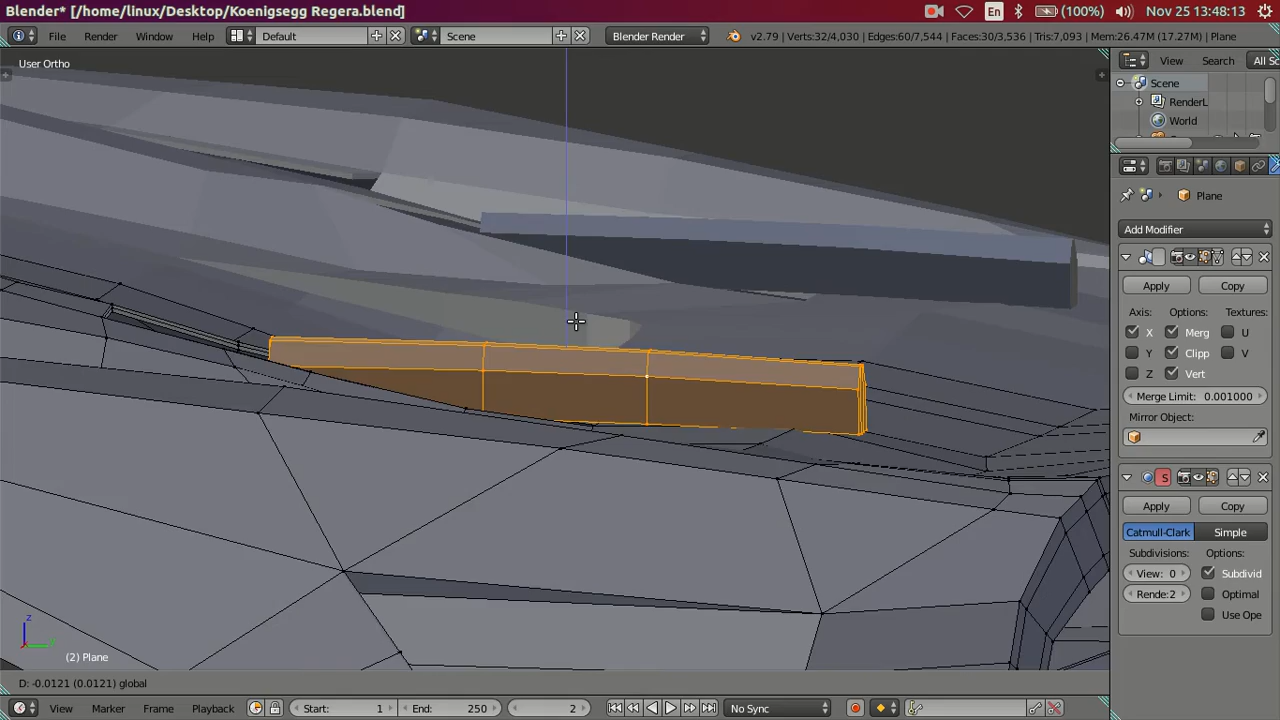 Blender* [/home/linux/Desktop/Koenigsegg Regera.blend]
En
(100%)
Nov 25 13:48:13
File
Render
Window
Help
Default
Scene
Blender Render
v2.79 | Verts:32/4,030 | Edges:60/7,544 | Faces:30/3,536 | Tris:7,093 | Mem:26.47M (17.27M) | Plane
User Ortho
View
Search
All Sc
Scene
RenderL
World
Plane
Add Modifier
Apply
Copy
Axis:
Options:
Textures:
X
Merg
U
Y
Clipp
V
Z
Vert
Merge Limit: 0.001000
Mirror Object:
S
Apply
Copy
Catmull-Clark
Simple
Subdivisions:
Options:
View: 0
Subdivid
Rende:2
Optimal
Use Ope
z
(2) Plane
D: -0.0121 (0.0121) global
View
Marker
Frame
Playback
Start:
1
End:
250
2
No Sync